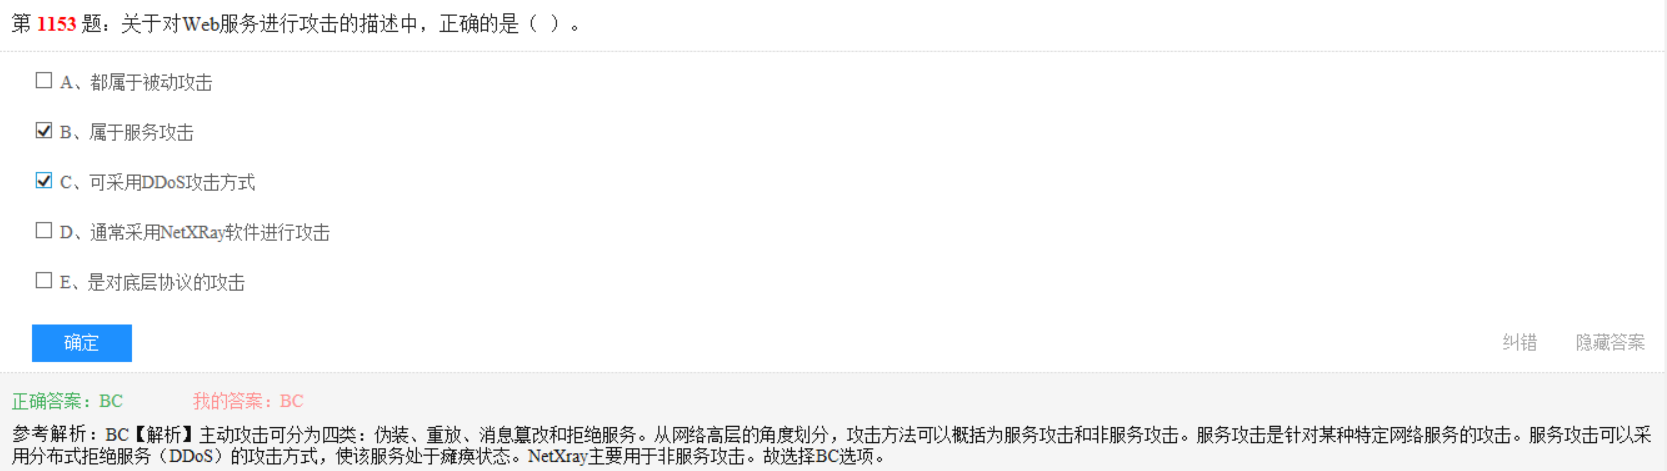 第 1153 题：关于对Web服务进行攻击的描述中，正确的是（ ）。
A、都属于被动攻击
B、属于服务攻击
C、可采用DDoS攻击方式
D、通常采用NetXRay软件进行攻击
E、是对底层协议的攻击
确定
纠错 隐藏答案
正确答案：BC 我的答案：BC
参考解析：BC【解析】主动攻击可分为四类：伪装、重放、消息篡改和拒绝服务。从网络高层的角度划分，攻击方法可以概括为服务攻击和非服务攻击。服务攻击是针对某种特定网络服务的攻击。服务攻击可以采
用分布式拒绝服务（DDoS）的攻击方式，使该服务处于瘫痪状态。NetXray主要用于非服务攻击。故选择BC选项。